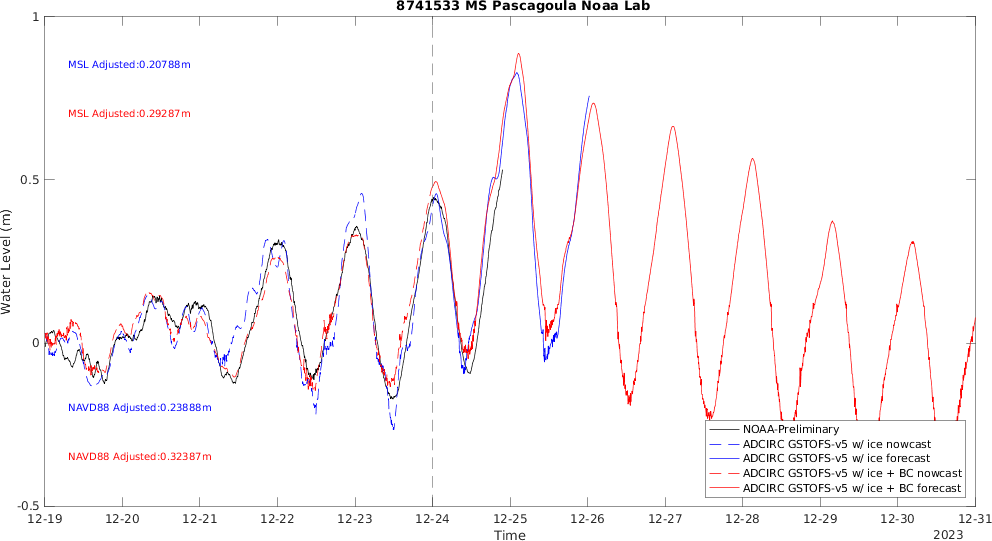 8741533 MS Pascagoula Noaa Lab
1
MSL Adjusted:0.20788m
MSL Adjusted:0.29287m
0.5
Water Level (m)
0
NAVD88 Adjusted:0.23888m
NAVD88 Adjusted:0.32387m
NOAA-Preliminary
ADCIRC GSTOFS-v5 w/ ice nowcast
ADCIRC GSTOFS-v5 w/ ice forecast
ADCIRC GSTOFS-v5 w/ ice + BC nowcast
ADCIRC GSTOFS-v5 w/ ice + BC forecast
-0.5
12-19 12-20 12-21 12-22 12-23 12-24 12-25 12-26 12-27 12-28 12-29 12-30 12-31
Time
2023